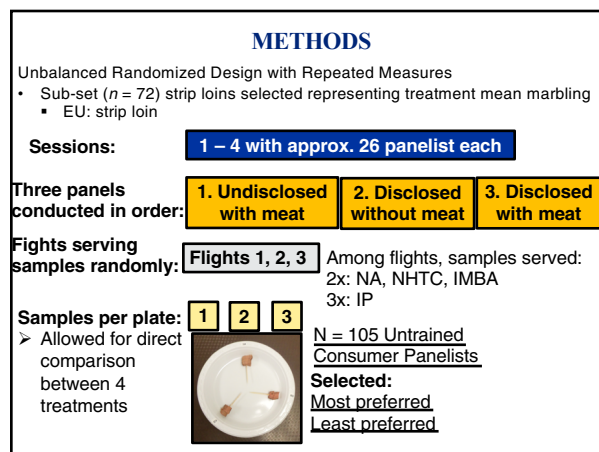 METHODS
Unbalanced Randomized Design with Repeated Measures
• Sub-set (n = 72) strip loins selected representing treatment mean marbling
▪ EU: strip loin
Sessions:
1 – 4 with approx. 26 panelist each
Three panels
conducted in order:
1. Undisclosed
with meat
2. Disclosed
without meat
3. Disclosed
with meat
Fights serving
samples randomly:
Flights 1, 2, 3
Among flights, samples served:
2x: NA, NHTC, IMBA
3x: IP
Samples per plate:
1 2 3
➢ Allowed for direct
comparison
between 4
treatments
N = 105 Untrained
Consumer Panelists
Selected:
Most preferred
Least preferred